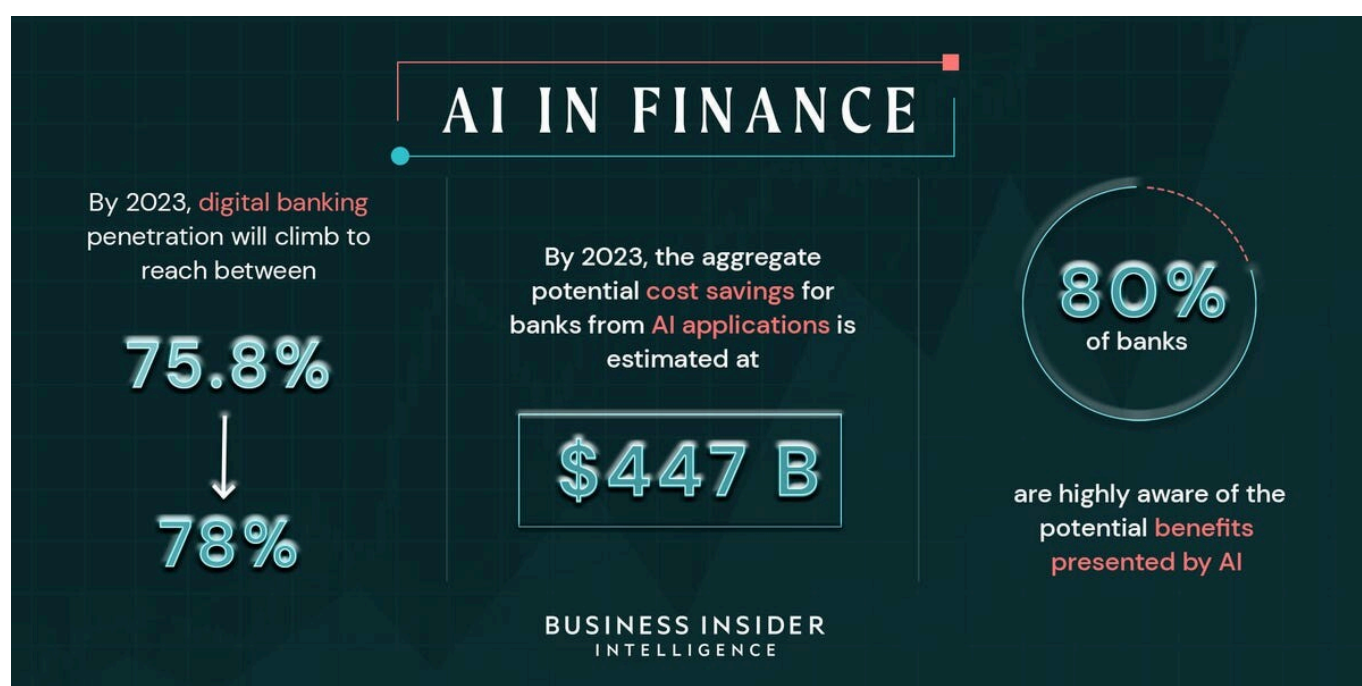 AI IN FINANCE
By 2023, digital banking
penetration will climb to
reach between
75.8%
78%
By 2023, the aggregate
potential cost savings for
banks from AI applications is
estimated at
$447 B
80%
of banks
are highly aware of the
potential benefits
presented by AI
BUSINESS INSIDER
INTELLIGENCE